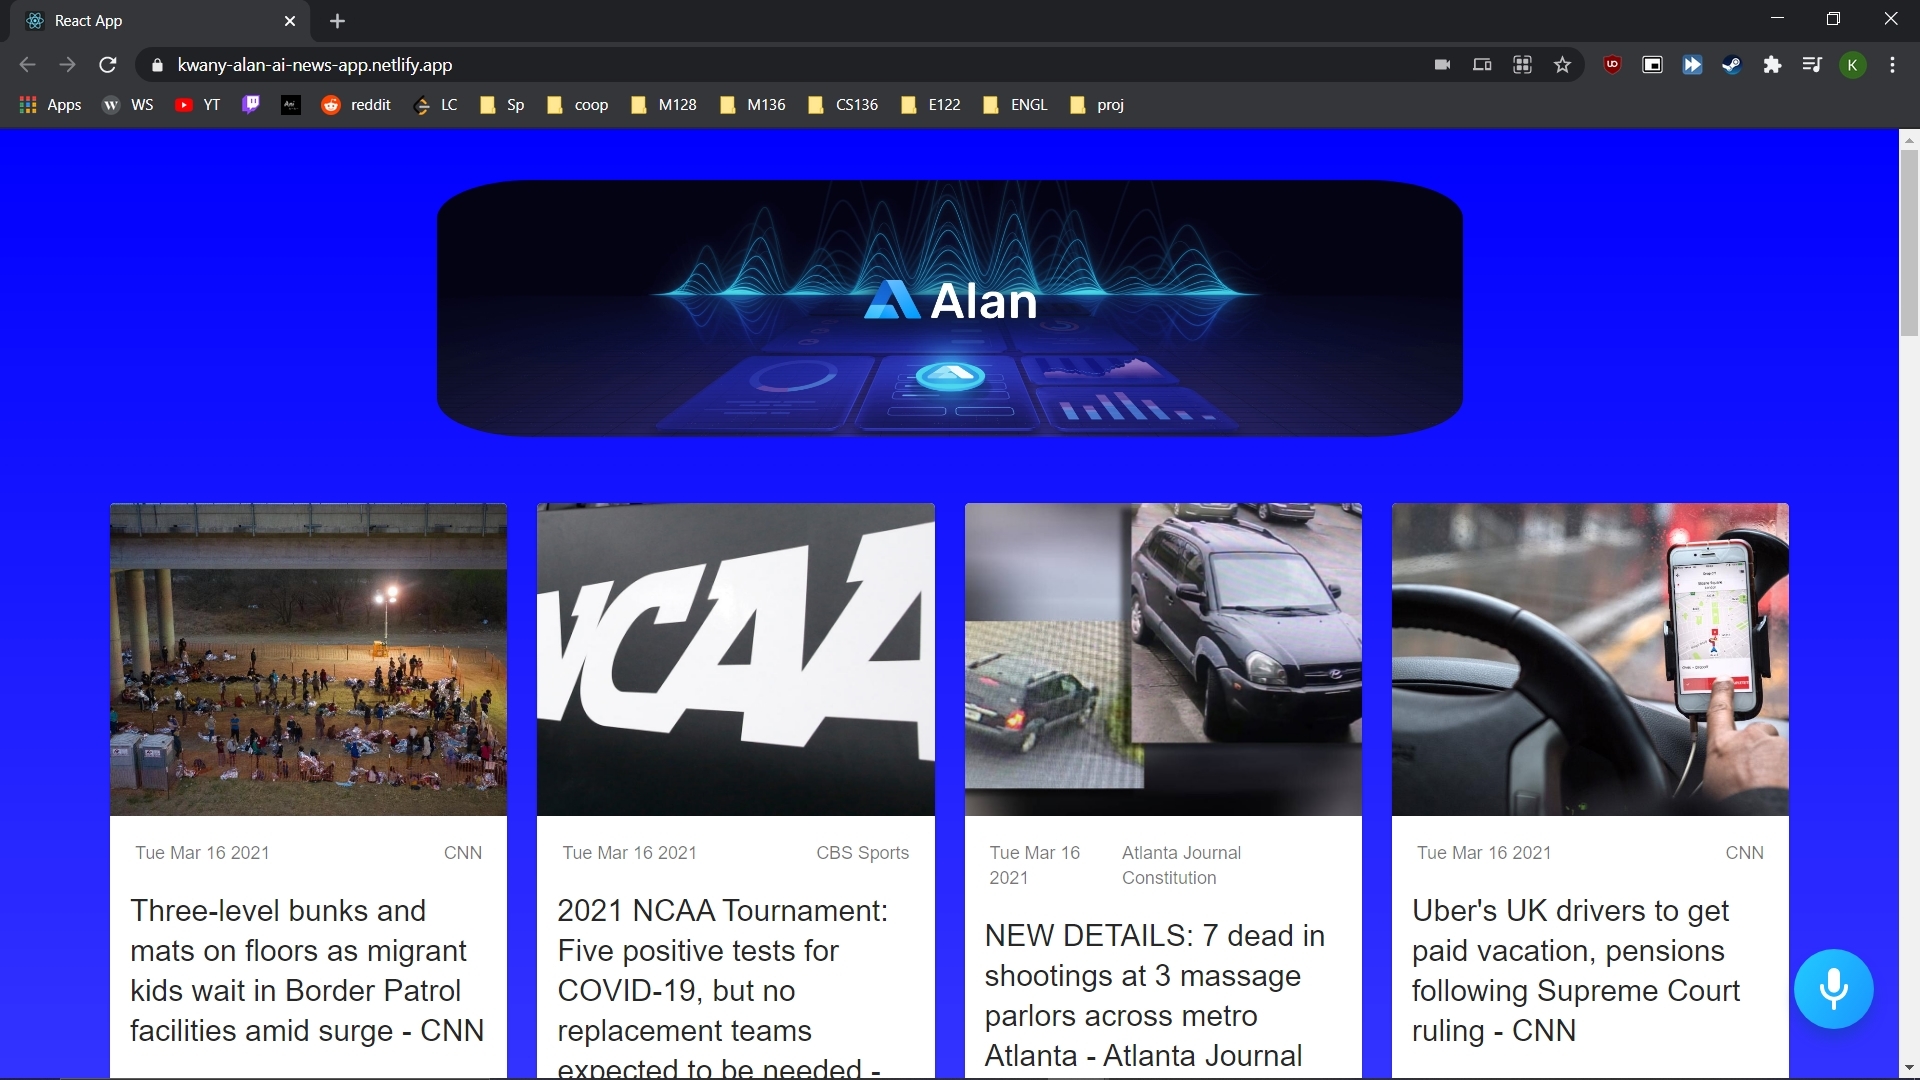 React App
kwany-alan-ai-news-app.netlify.app
K
Apps WS YT reddit LC Sp coop M128 M136 CS136 E122 ENGL proj
Alan
NCAA
Tue Mar 16 2021 CNN
Three-level bunks and
mats on floors as migrant
kids wait in Border Patrol
facilities amid surge - CNN
Tue Mar 16 2021 CBS Sports
2021 NCAA Tournament:
Five positive tests for
COVID-19, but no
replacement teams
expected to be needed -
Tue Mar 16
2021
Atlanta Journal
Constitution
NEW DETAILS: 7 dead in
shootings at 3 massage
parlors across metro
Atlanta - Atlanta Journal
Tue Mar 16 2021 CNN
Uber's UK drivers to get
paid vacation, pensions
following Supreme Court
ruling - CNN